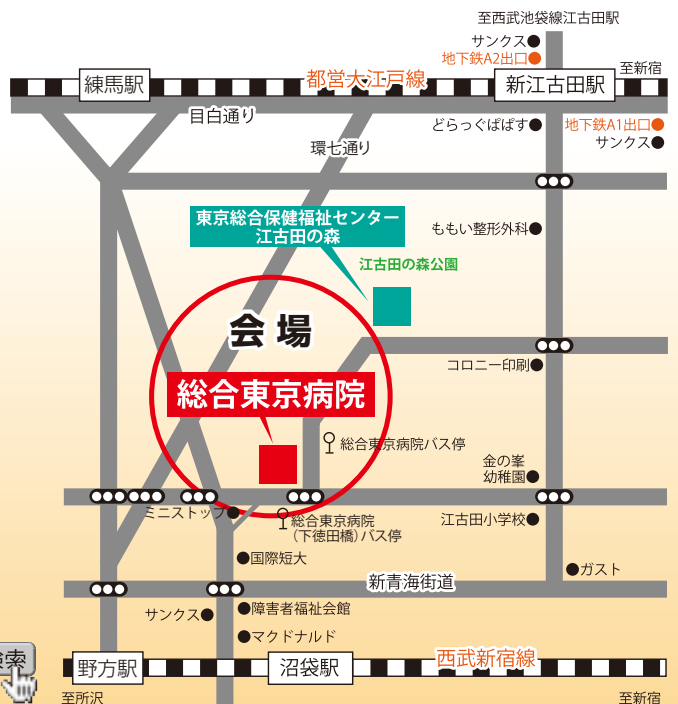 至西武池袋線江古田駅
サンクス
地下鉄A2出口
都営大江戸線
至新宿
練馬駅
新江古田駅
目白通り
どらっぐぱぱす
地下鉄A1出口
サンクス
環七通り
東京総合保健福祉センター
江古田の森
ももい整形外科
江古田の森公園
会場
コロニー印刷
総合東京病院
総合東京病院バス停
金の峯
幼稚園
ミニストップ
総合東京病院
(下徳田橋)バス停
江古田小学校
国際短大
ガスト
新青海街道
障害者福祉会館
サンクス
マクドナルド
検索
野方駅
沼袋駅
西武新宿線
至所沢
至新宿